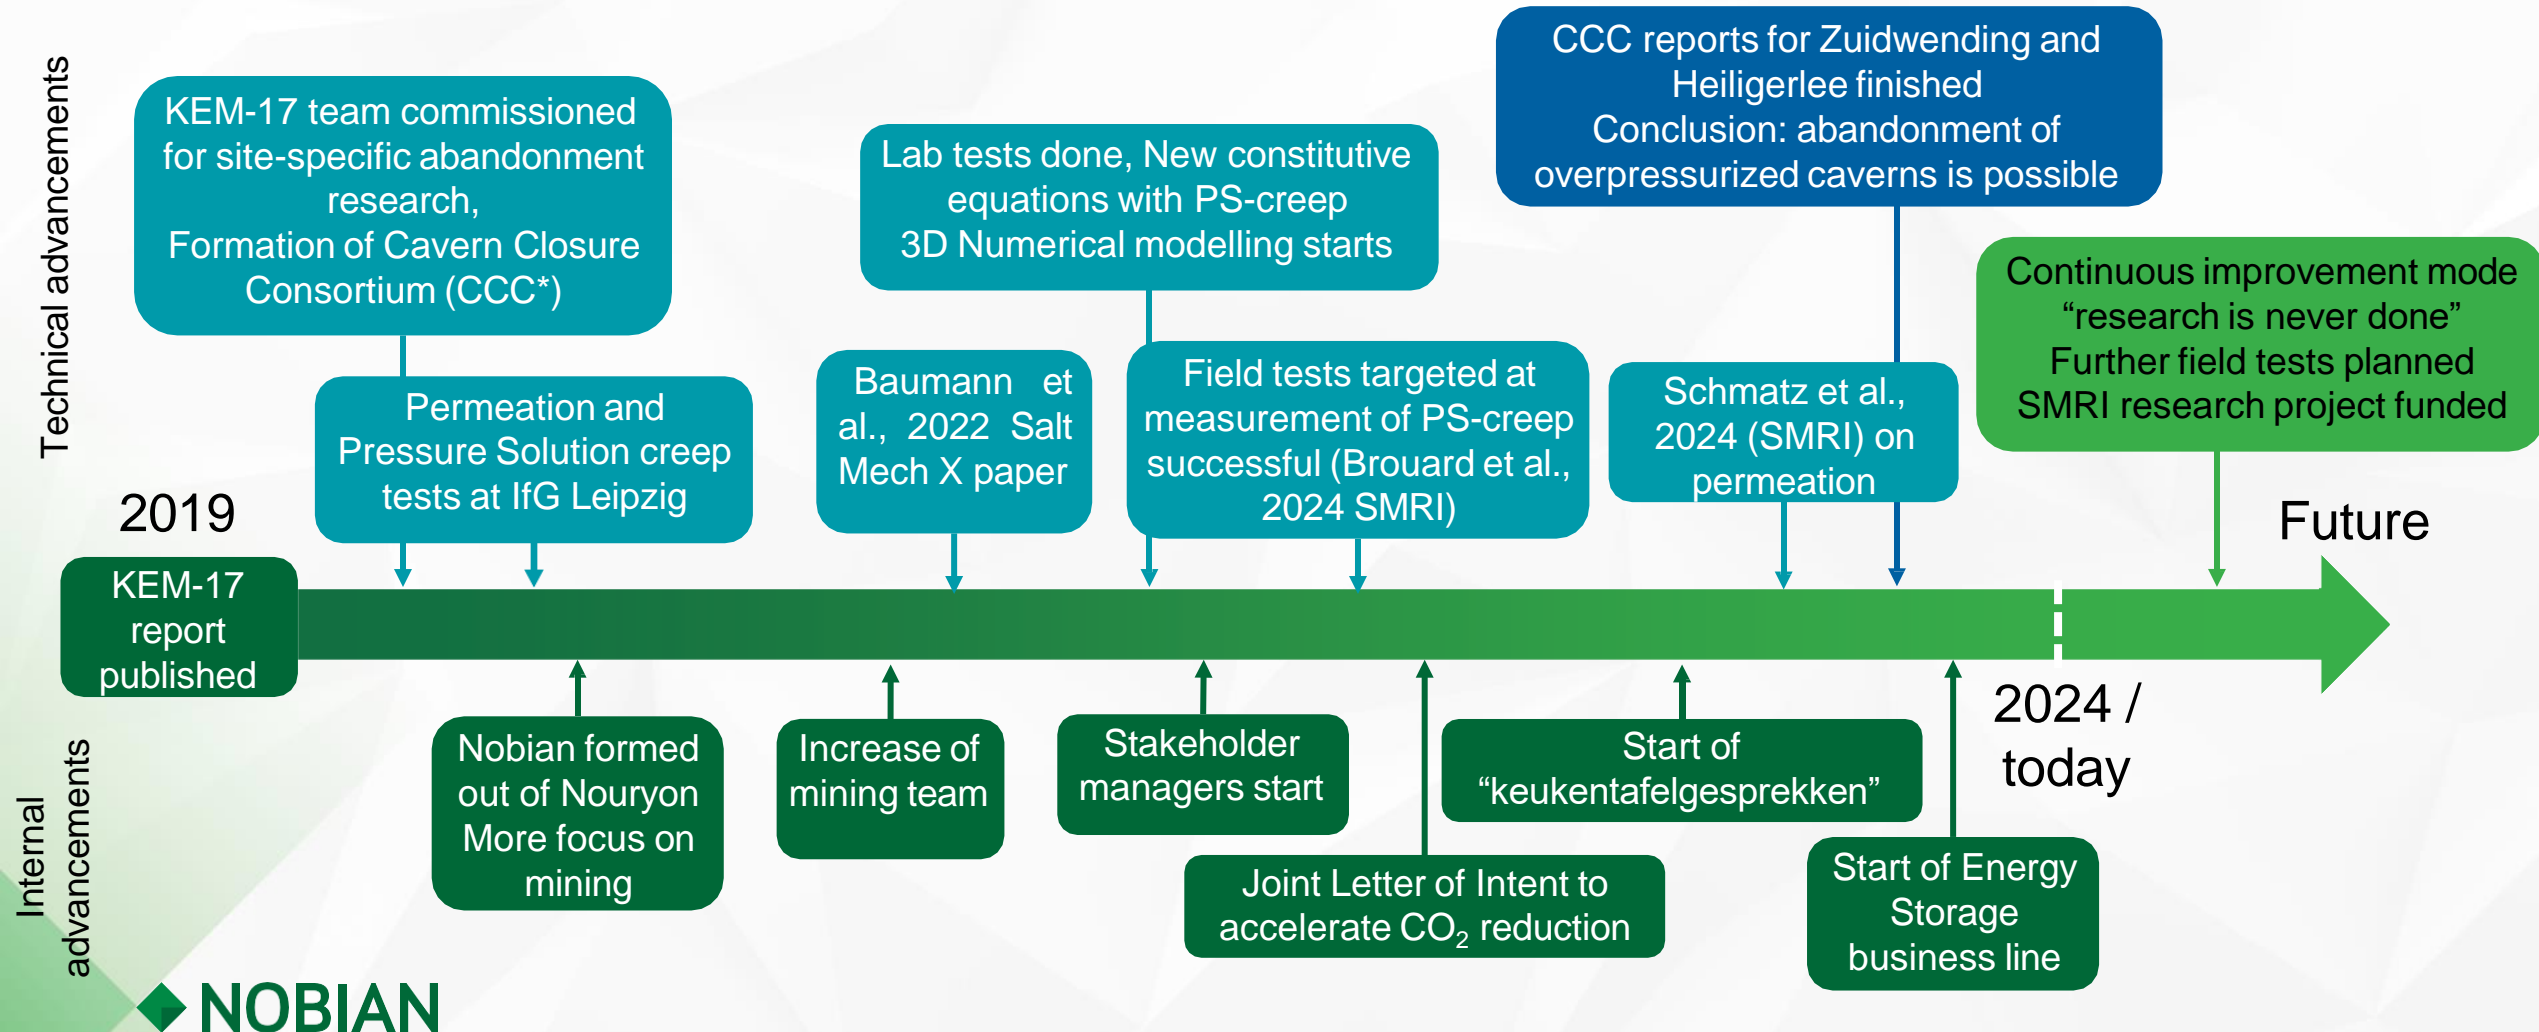 Technical advancements
KEM-17 team commissioned
for site-specific abandonment
research,
Formation of Cavern Closure
Consortium (CCC*)
Permeation and
Pressure Solution creep
tests at IfG Leipzig
Baumann et
al., 2022 Salt
Mech X paper
Lab tests done, New constitutive
equations with PS-creep
3D Numerical modelling starts
Field tests targeted at
measurement of PS-creep
successful (Brouard et al.,
2024 SMRI)
CCC reports for Zuidwending and
Heiligerlee finished
Conclusion: abandonment of
overpressurized caverns is possible
Schmatz et al.,
2024 (SMRI) on
permeation
Continuous improvement mode
“research is never done”
Further field tests planned
SMRI research project funded
2019
Future
KEM-17
report
published
2024 /
today
Internal
advancements
Nobian formed
out of Nouryon
More focus on
mining
Increase of
mining team
Stakeholder
managers start
Joint Letter of Intent to
accelerate CO₂ reduction
Start of
“keukentafelgesprekken”
Start of Energy
Storage
business line
NOBIAN